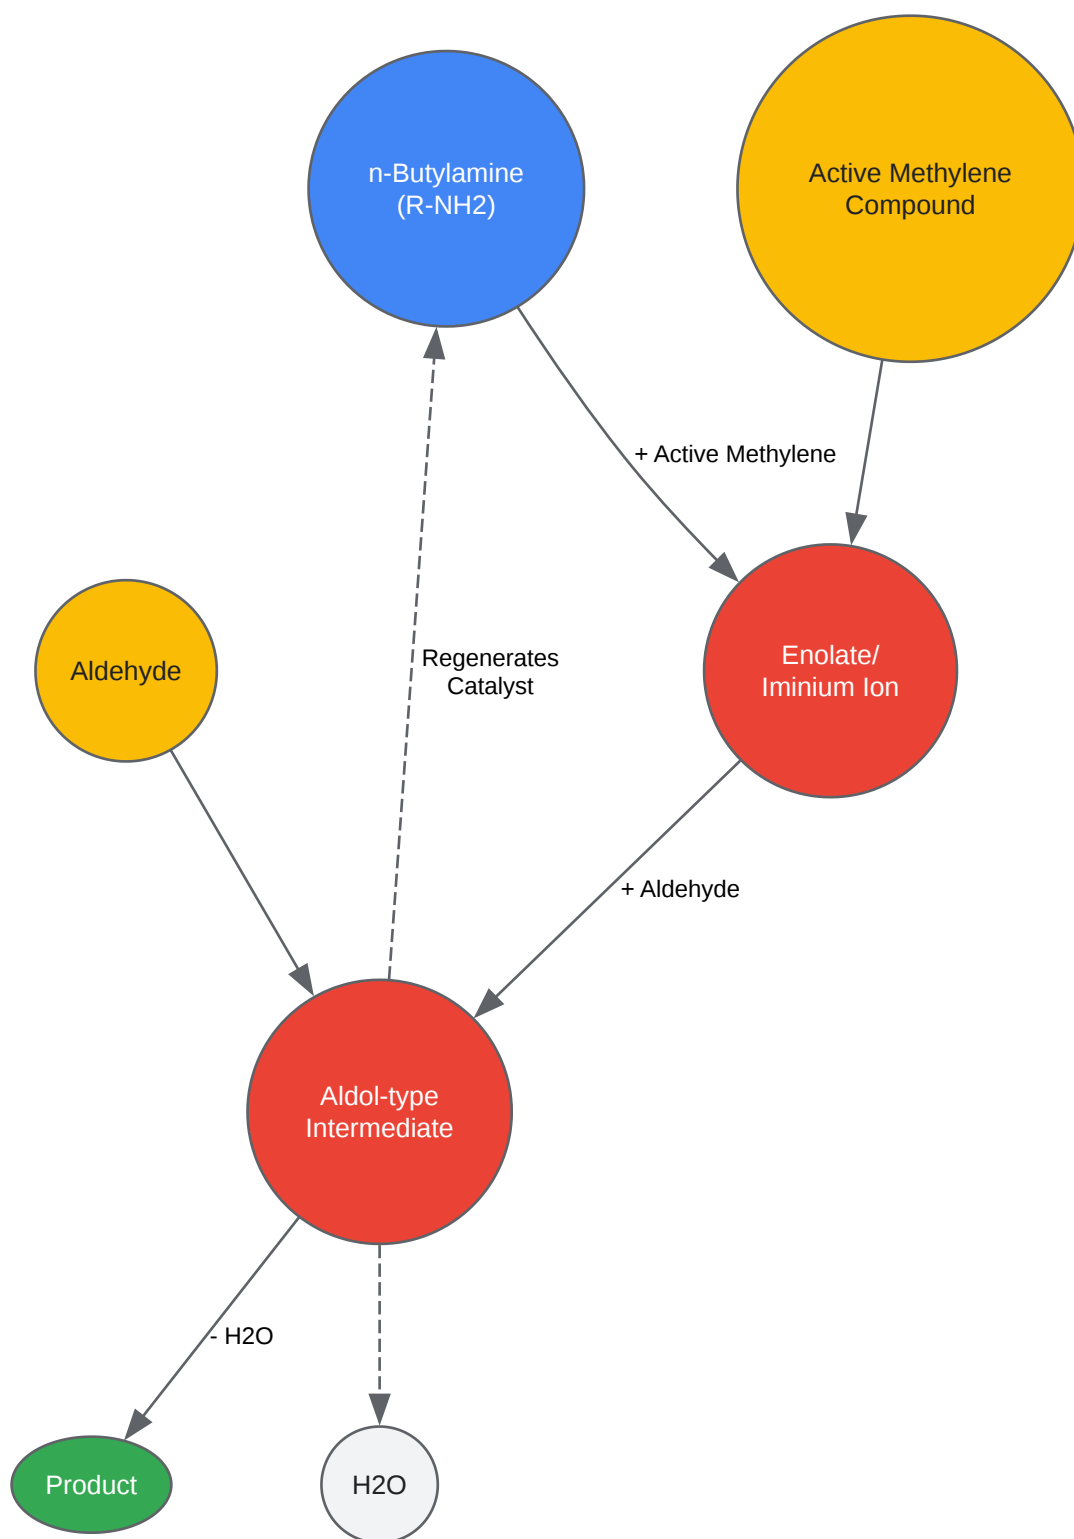 n-Butylamine
(R-NH2)
Active Methylene
Compound
+ Active Methylene
Aldehyde
Regenerates
Catalyst
Enolate/
Iminium Ion
+ Aldehyde
Aldol-type
Intermediate
- H2O
Product
H2O